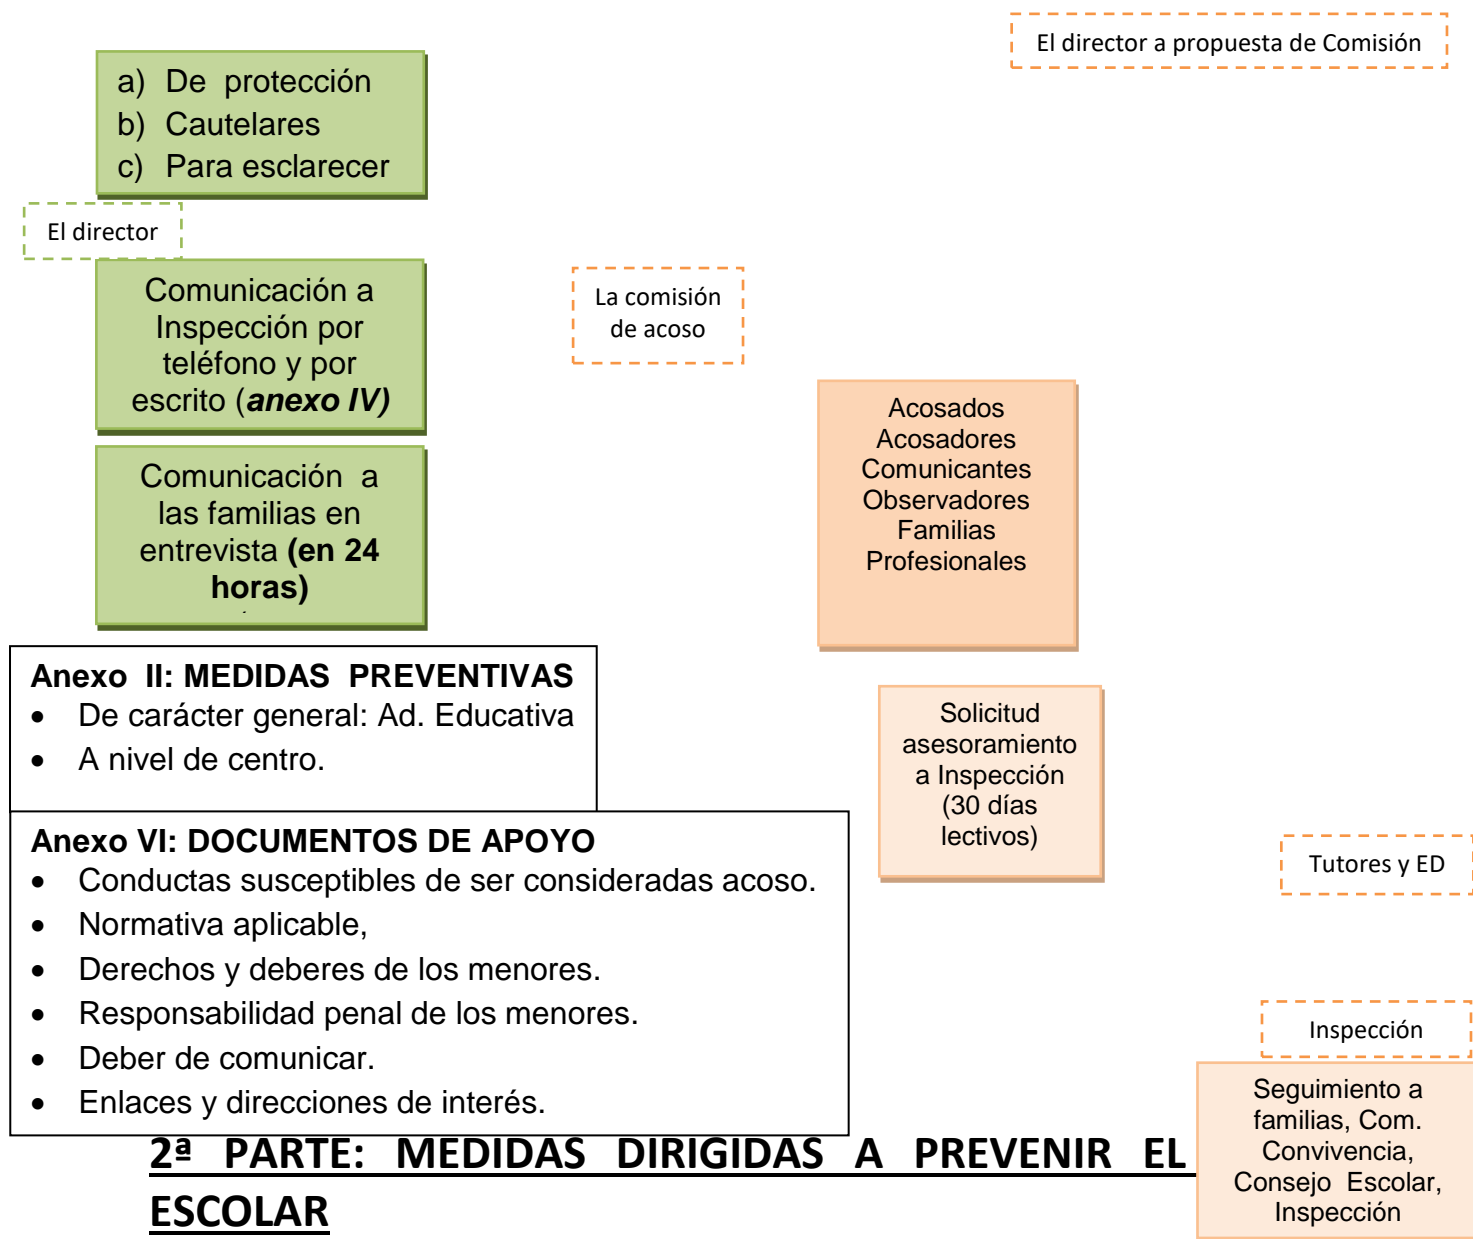 El director a propuesta de Comisión
a) De protección
b) Cautelares
c) Para esclarecer
El director
Comunicación a
Inspección por
teléfono y por
escrito (anexo IV)
La comisión
de acoso
Comunicación a
las familias en
entrevista (en 24
horas)
Acosados
Acosadores
Comunicantes
Observadores
Familias
Profesionales
Anexo II: MEDIDAS PREVENTIVAS
• De carácter general: Ad. Educativa
• A nivel de centro.
Solicitud
asesoramiento
a Inspección
(30 días
lectivos)
Anexo VI: DOCUMENTOS DE APOYO
• Conductas susceptibles de ser consideradas acoso.
• Normativa aplicable,
• Derechos y deberes de los menores.
• Responsabilidad penal de los menores.
• Deber de comunicar.
• Enlaces y direcciones de interés.
Tutores y ED
Inspección
Seguimiento a
familias, Com.
Convivencia,
Consejo Escolar,
Inspección
2ª PARTE: MEDIDAS DIRIGIDAS A PREVENIR EL
ESCOLAR